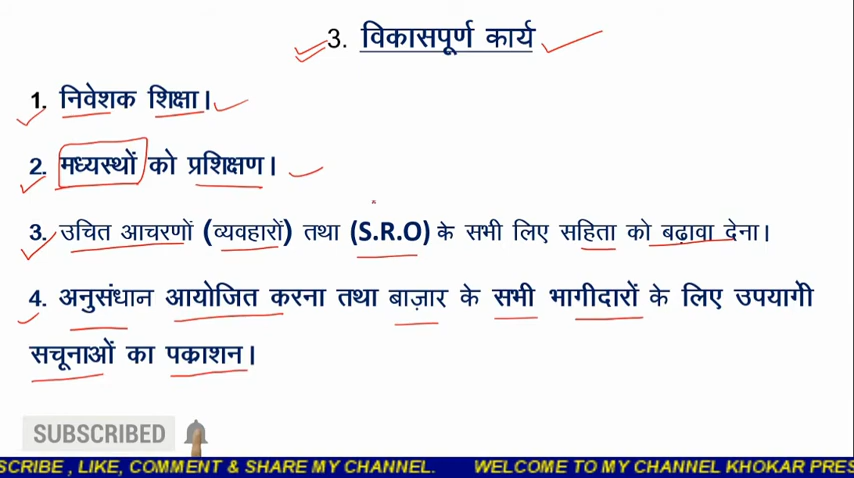 3. विकासपूर्ण कार्य
1. निवेशक शिक्षा।
2. मध्यस्थों को प्रशिक्षण।
3. उचित आचरणों (व्यवहारों) तथा (S.R.O) के सभी लिए सहिता को बढ़ावा देना।
4. अनुसंधान आयोजित करना तथा बाज़ार के सभी भागीदारों के लिए उपयागेी
सचूनाओं का पकाशन।
SUBSCRIBED
SCRIBE , LIKE, COMMENT & SHARE MY CHANNEL. WELCOME TO MY CHANNEL KHOKAR PRES